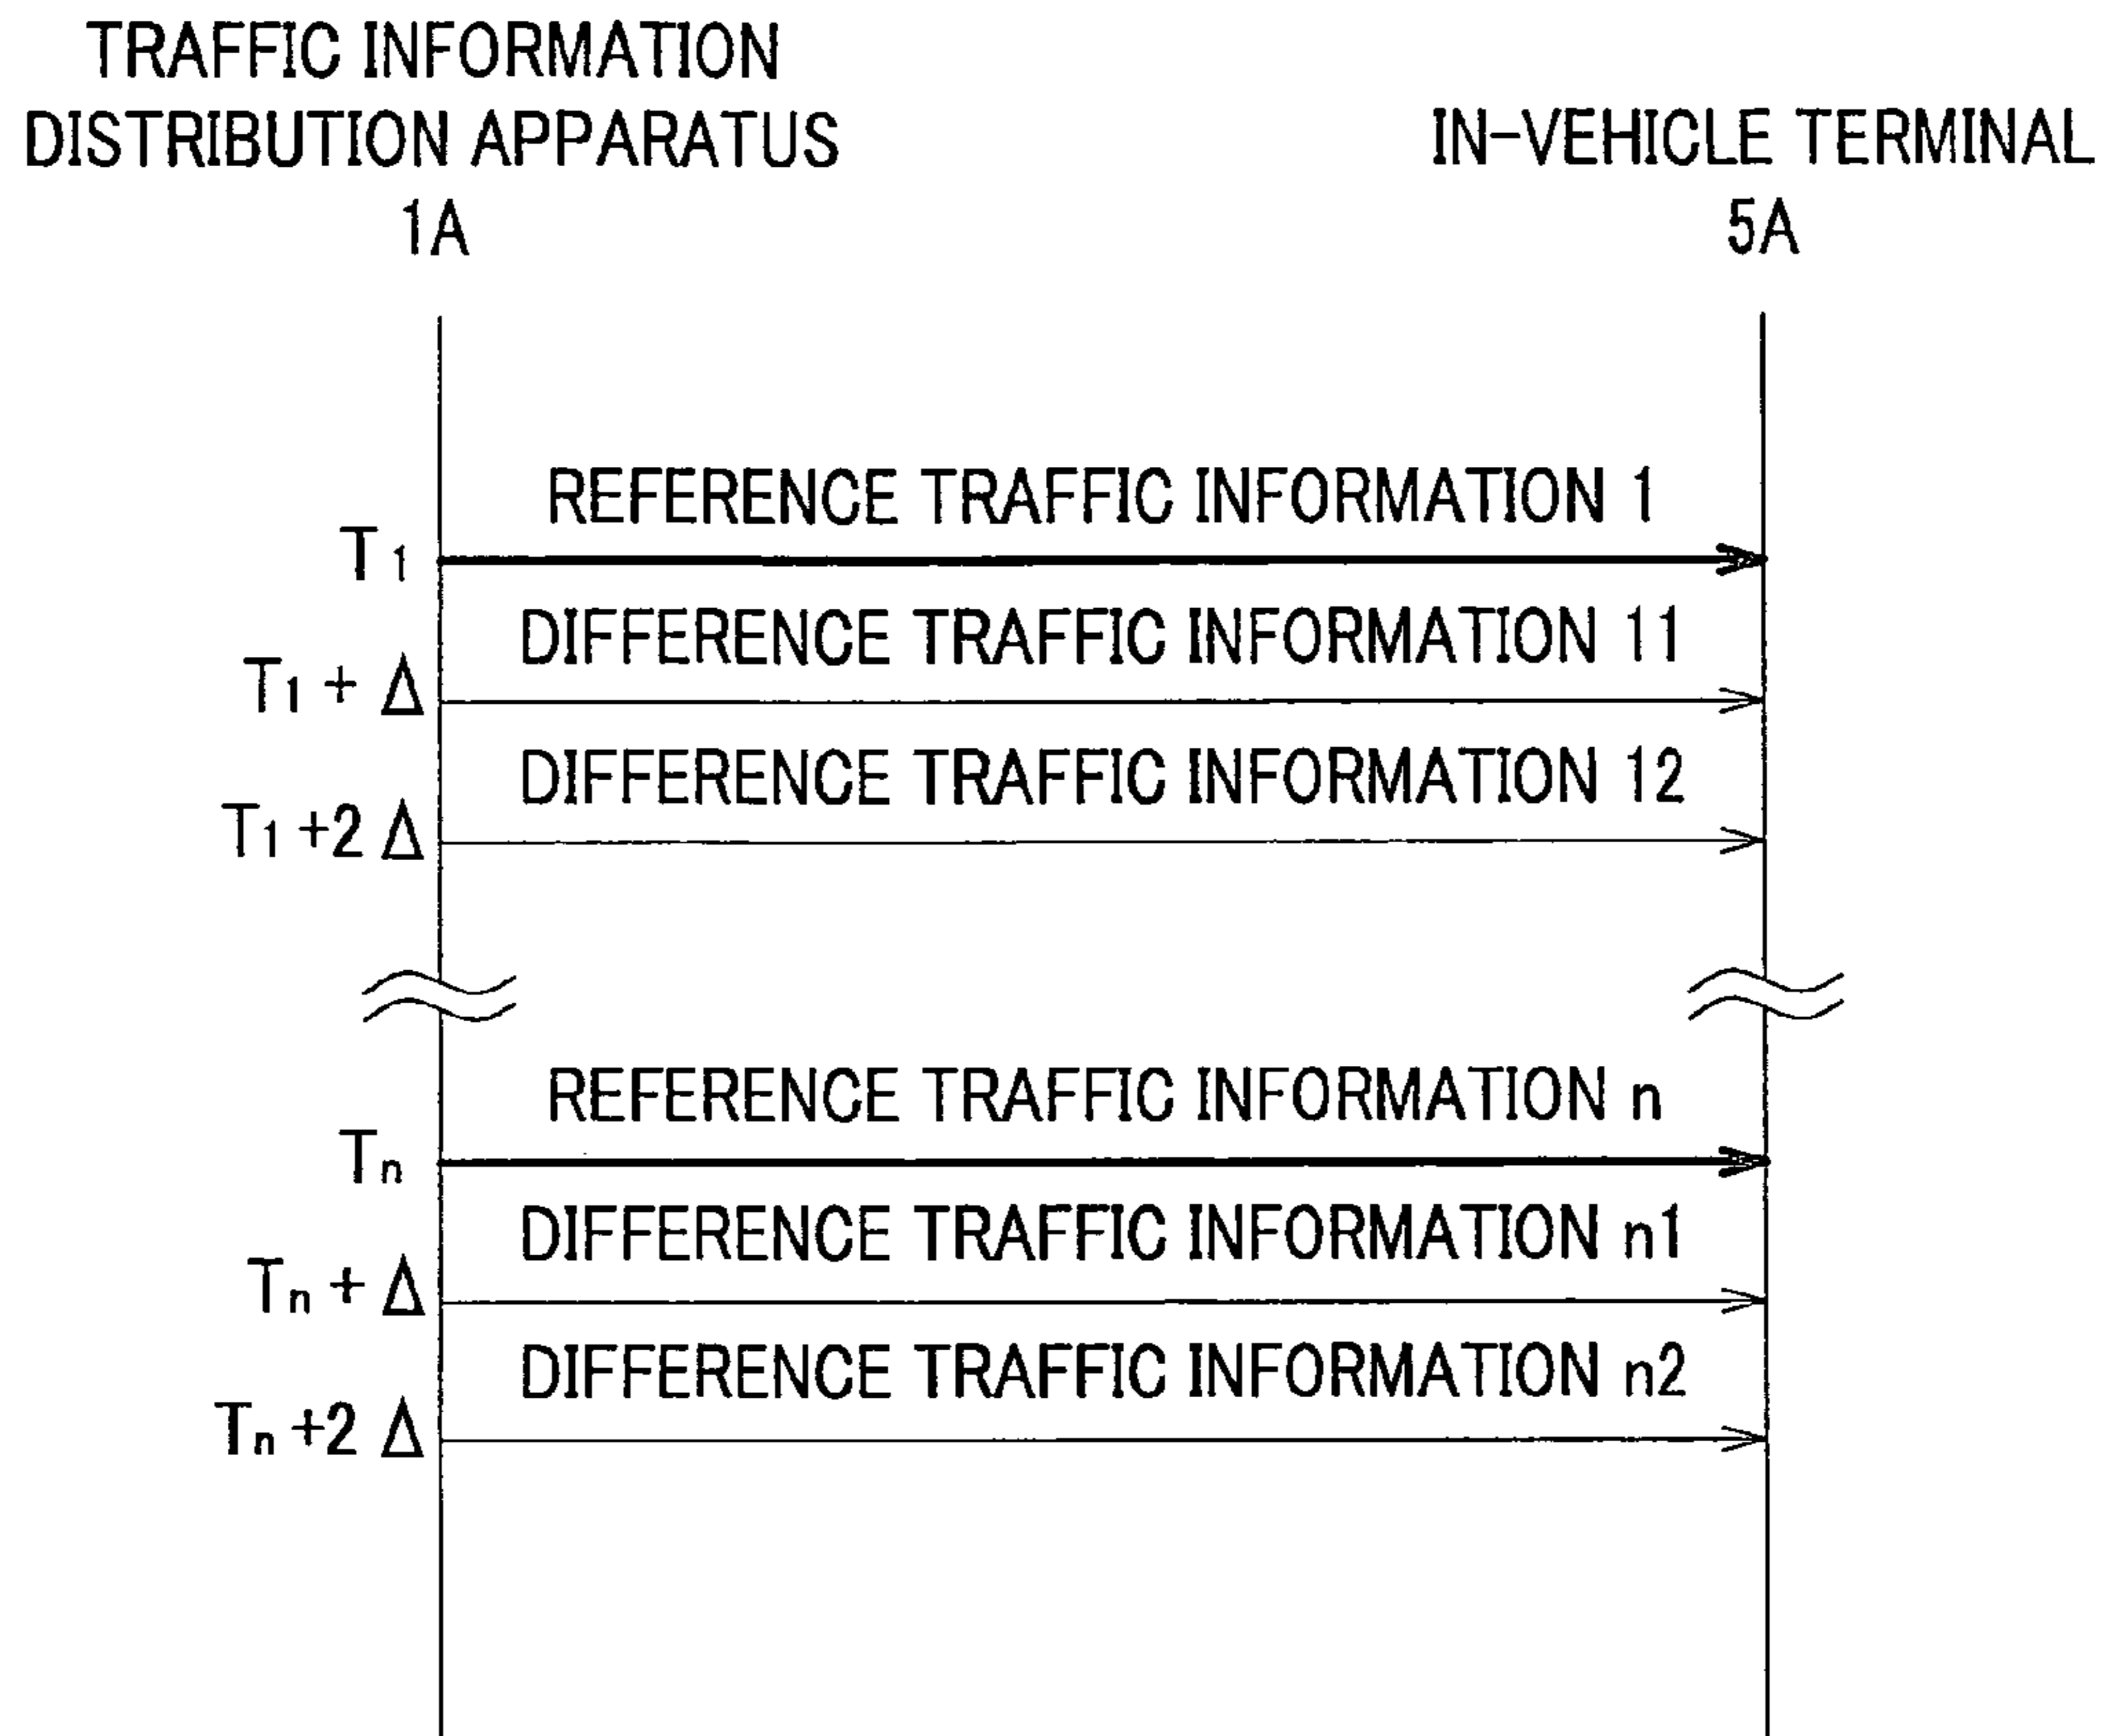 TRAFFIC INFORMATION
DISTRIBUTION APPARATUS
1A
IN-VEHICLE TERMINAL
5A
REFERENCE TRAFFIC INFORMATION 1
T1
DIFFERENCE TRAFFIC INFORMATION 11
T1 + Δ
DIFFERENCE TRAFFIC INFORMATION 12
T1 +2 Δ
REFERENCE TRAFFIC INFORMATION n
Tn
DIFFERENCE TRAFFIC INFORMATION n1
Tn + Δ
DIFFERENCE TRAFFIC INFORMATION n2
Tn +2 Δ